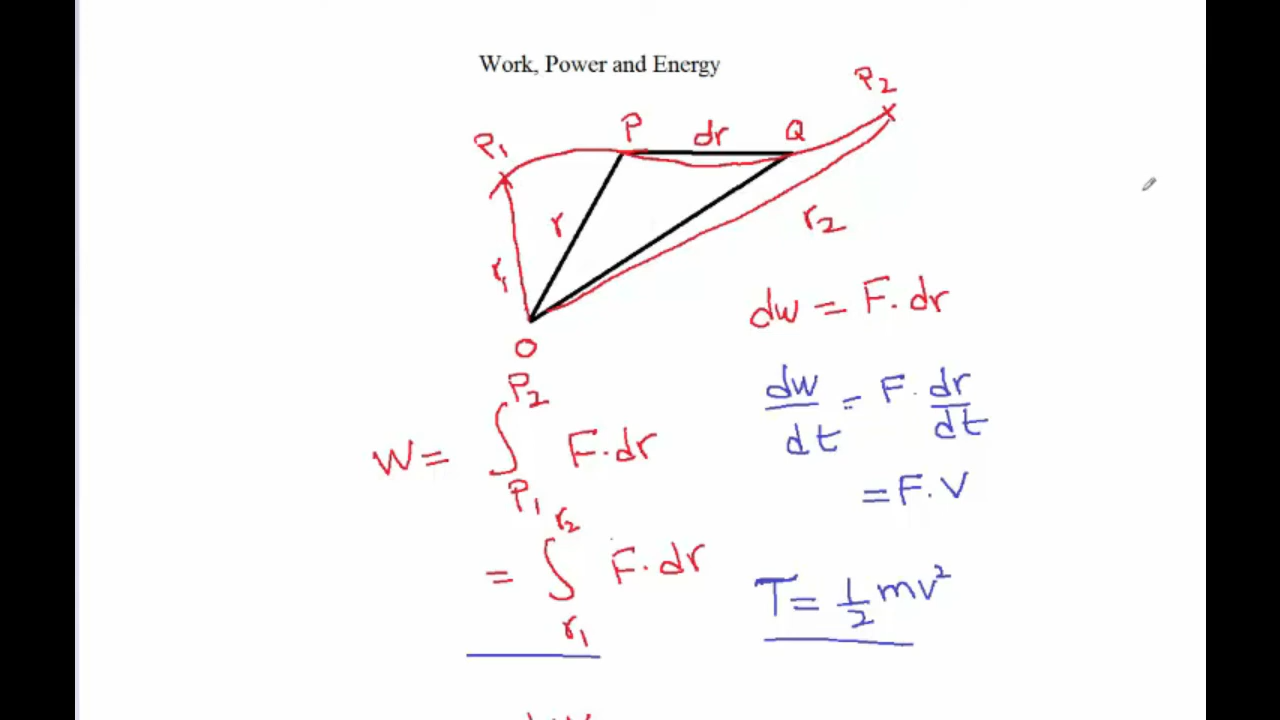 Work, Power and Energy
P₂
P₁ P dr Q
r r₂
r₁
O
dw = F.dr
dw/dt = F. dr/dt
= F.V
W = ∫_{P₁}^{P₂} F.dr
= ∫_{r₁}^{r₂} F.dr
T = 1/2 mv²